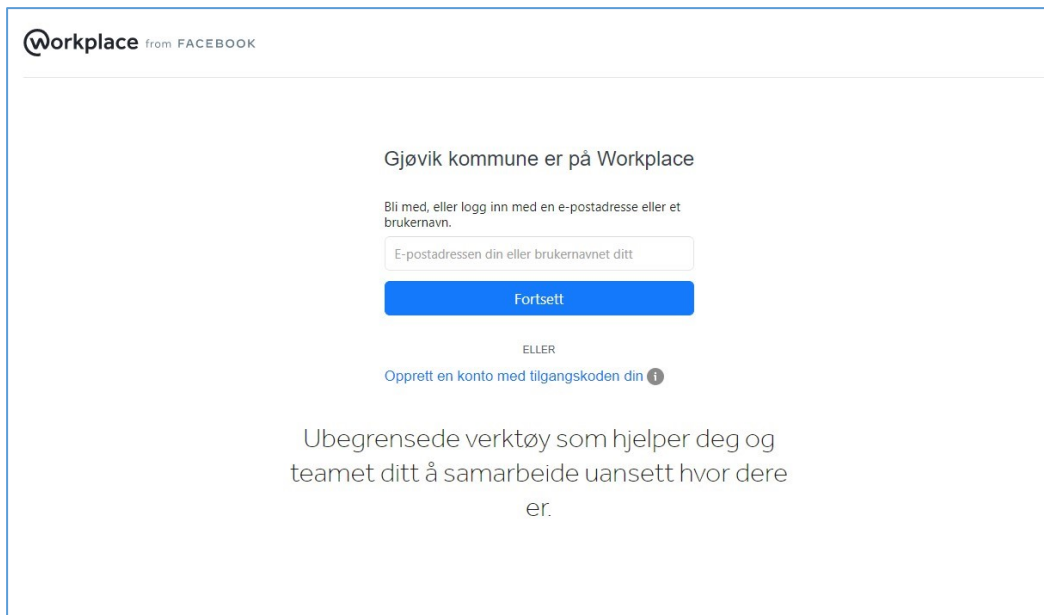 Workplace from FACEBOOK
Gjøvik kommune er på Workplace
Bli med, eller logg inn med en e-postadresse eller et
brukernavn.
E-postadressen din eller brukernavnet ditt
Fortsett
ELLER
Opprett en konto med tilgangskoden din i
Ubegrensede verktøy som hjelper deg og
teamet ditt å samarbeide uansett hvor dere
er.